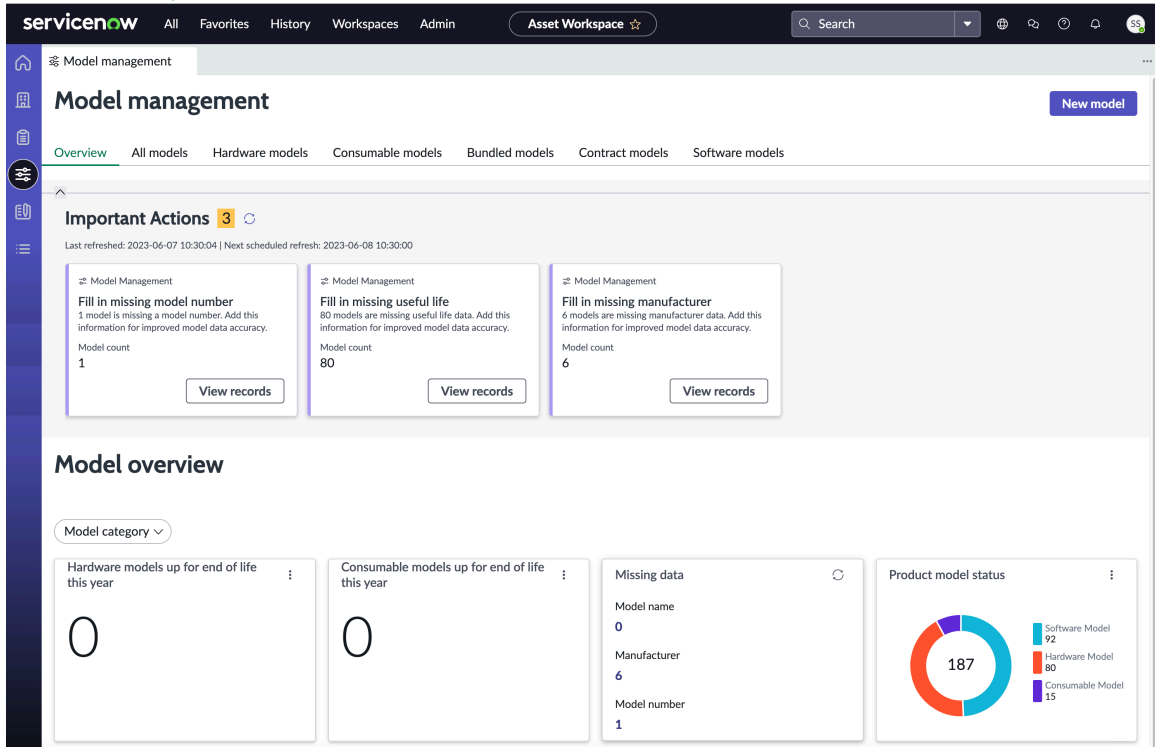 servicenow All Favorites History Workspaces Admin Asset Workspace Search SS
Model management
Model management
New model
Overview All models Hardware models Consumable models Bundled models Contract models Software models
Important Actions 3
Last refreshed: 2023-06-07 10:30:04 | Next scheduled refresh: 2023-06-08 10:30:00
Model Management
Fill in missing model number
1 model is missing a model number. Add this
information for improved model data accuracy.
Model count
1
View records
Model Management
Fill in missing useful life
80 models are missing useful life data. Add this
information for improved model data accuracy.
Model count
80
View records
Model Management
Fill in missing manufacturer
6 models are missing manufacturer data. Add this
information for improved model data accuracy.
Model count
6
View records
Model overview
Model category
Hardware models up for end of life
this year
0
Consumable models up for end of life
this year
0
Missing data
Model name
0
Manufacturer
6
Model number
1
Product model status
187
Software Model
92
Hardware Model
80
Consumable Model
15